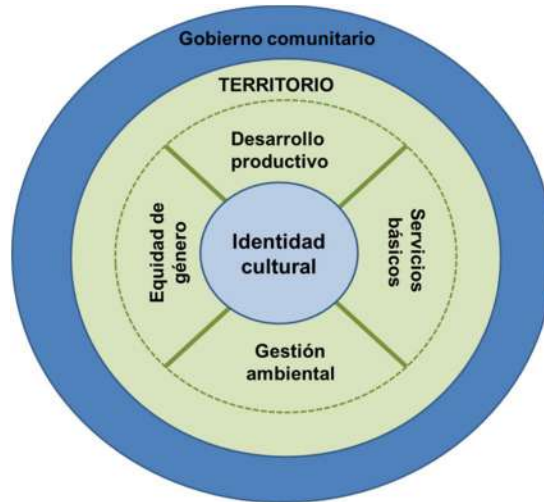 Gobierno comunitario
TERRITORIO
Desarrollo
productivo
Equidad de
género
Identidad
cultural
Servicios
básicos
Gestión
ambiental